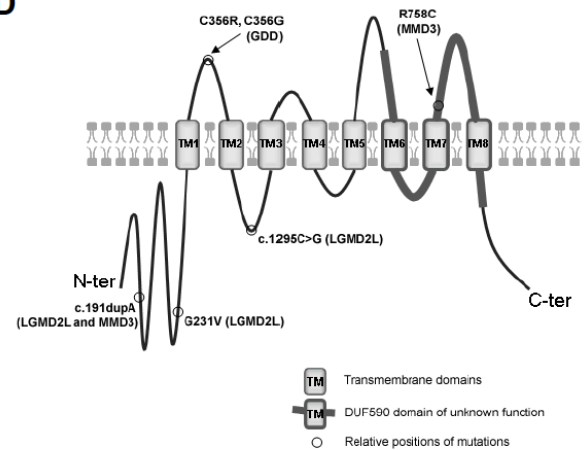 D
C356R, C356G
(GDD)
R758C
(MMD3)
TM1
TM2
TM3
TM4
TM5
TM6
TM7
TM8
c.1295C>G (LGMD2L)
N-ter
c.191dupA
(LGMD2L and MMD3)
G231V (LGMD2L)
C-ter
TM Transmembrane domains
TM DUF590 domain of unknown function
Relative positions of mutations